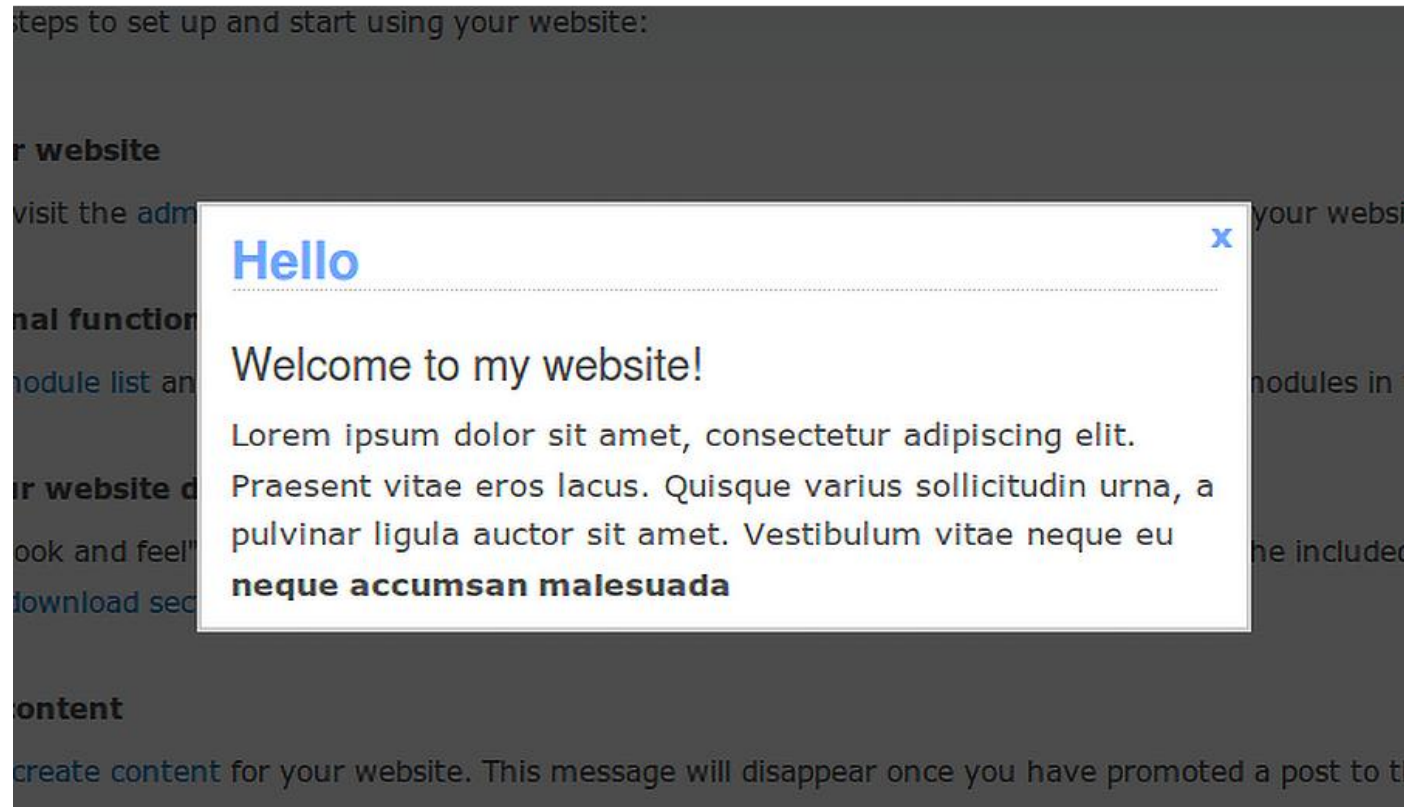 steps to set up and start using your website:
r website
visit the adm your websi
Hello x
nal function
Welcome to my website!
module list an modules in
Lorem ipsum dolor sit amet, consectetur adipiscing elit.
ur website d Praesent vitae eros lacus. Quisque varius sollicitudin urna, a
pulvinar ligula auctor sit amet. Vestibulum vitae neque eu
ook and feel" he included
neque accumsan malesuada
download sec
ontent
create content for your website. This message will disappear once you have promoted a post to t